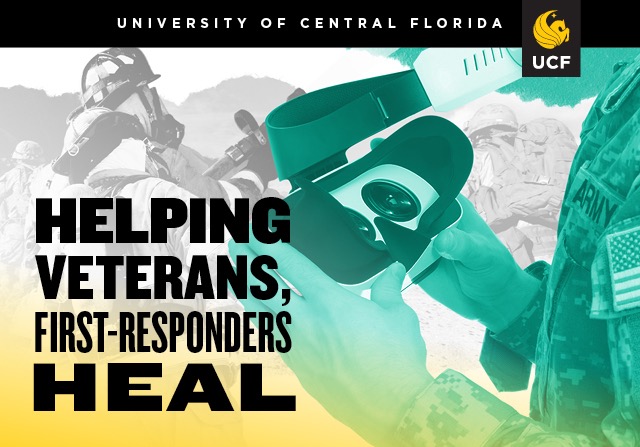 UNIVERSITY OF CENTRAL FLORIDA
UCF
HELPING
VETERANS,
FIRST-RESPONDERS
HEAL
ARMY